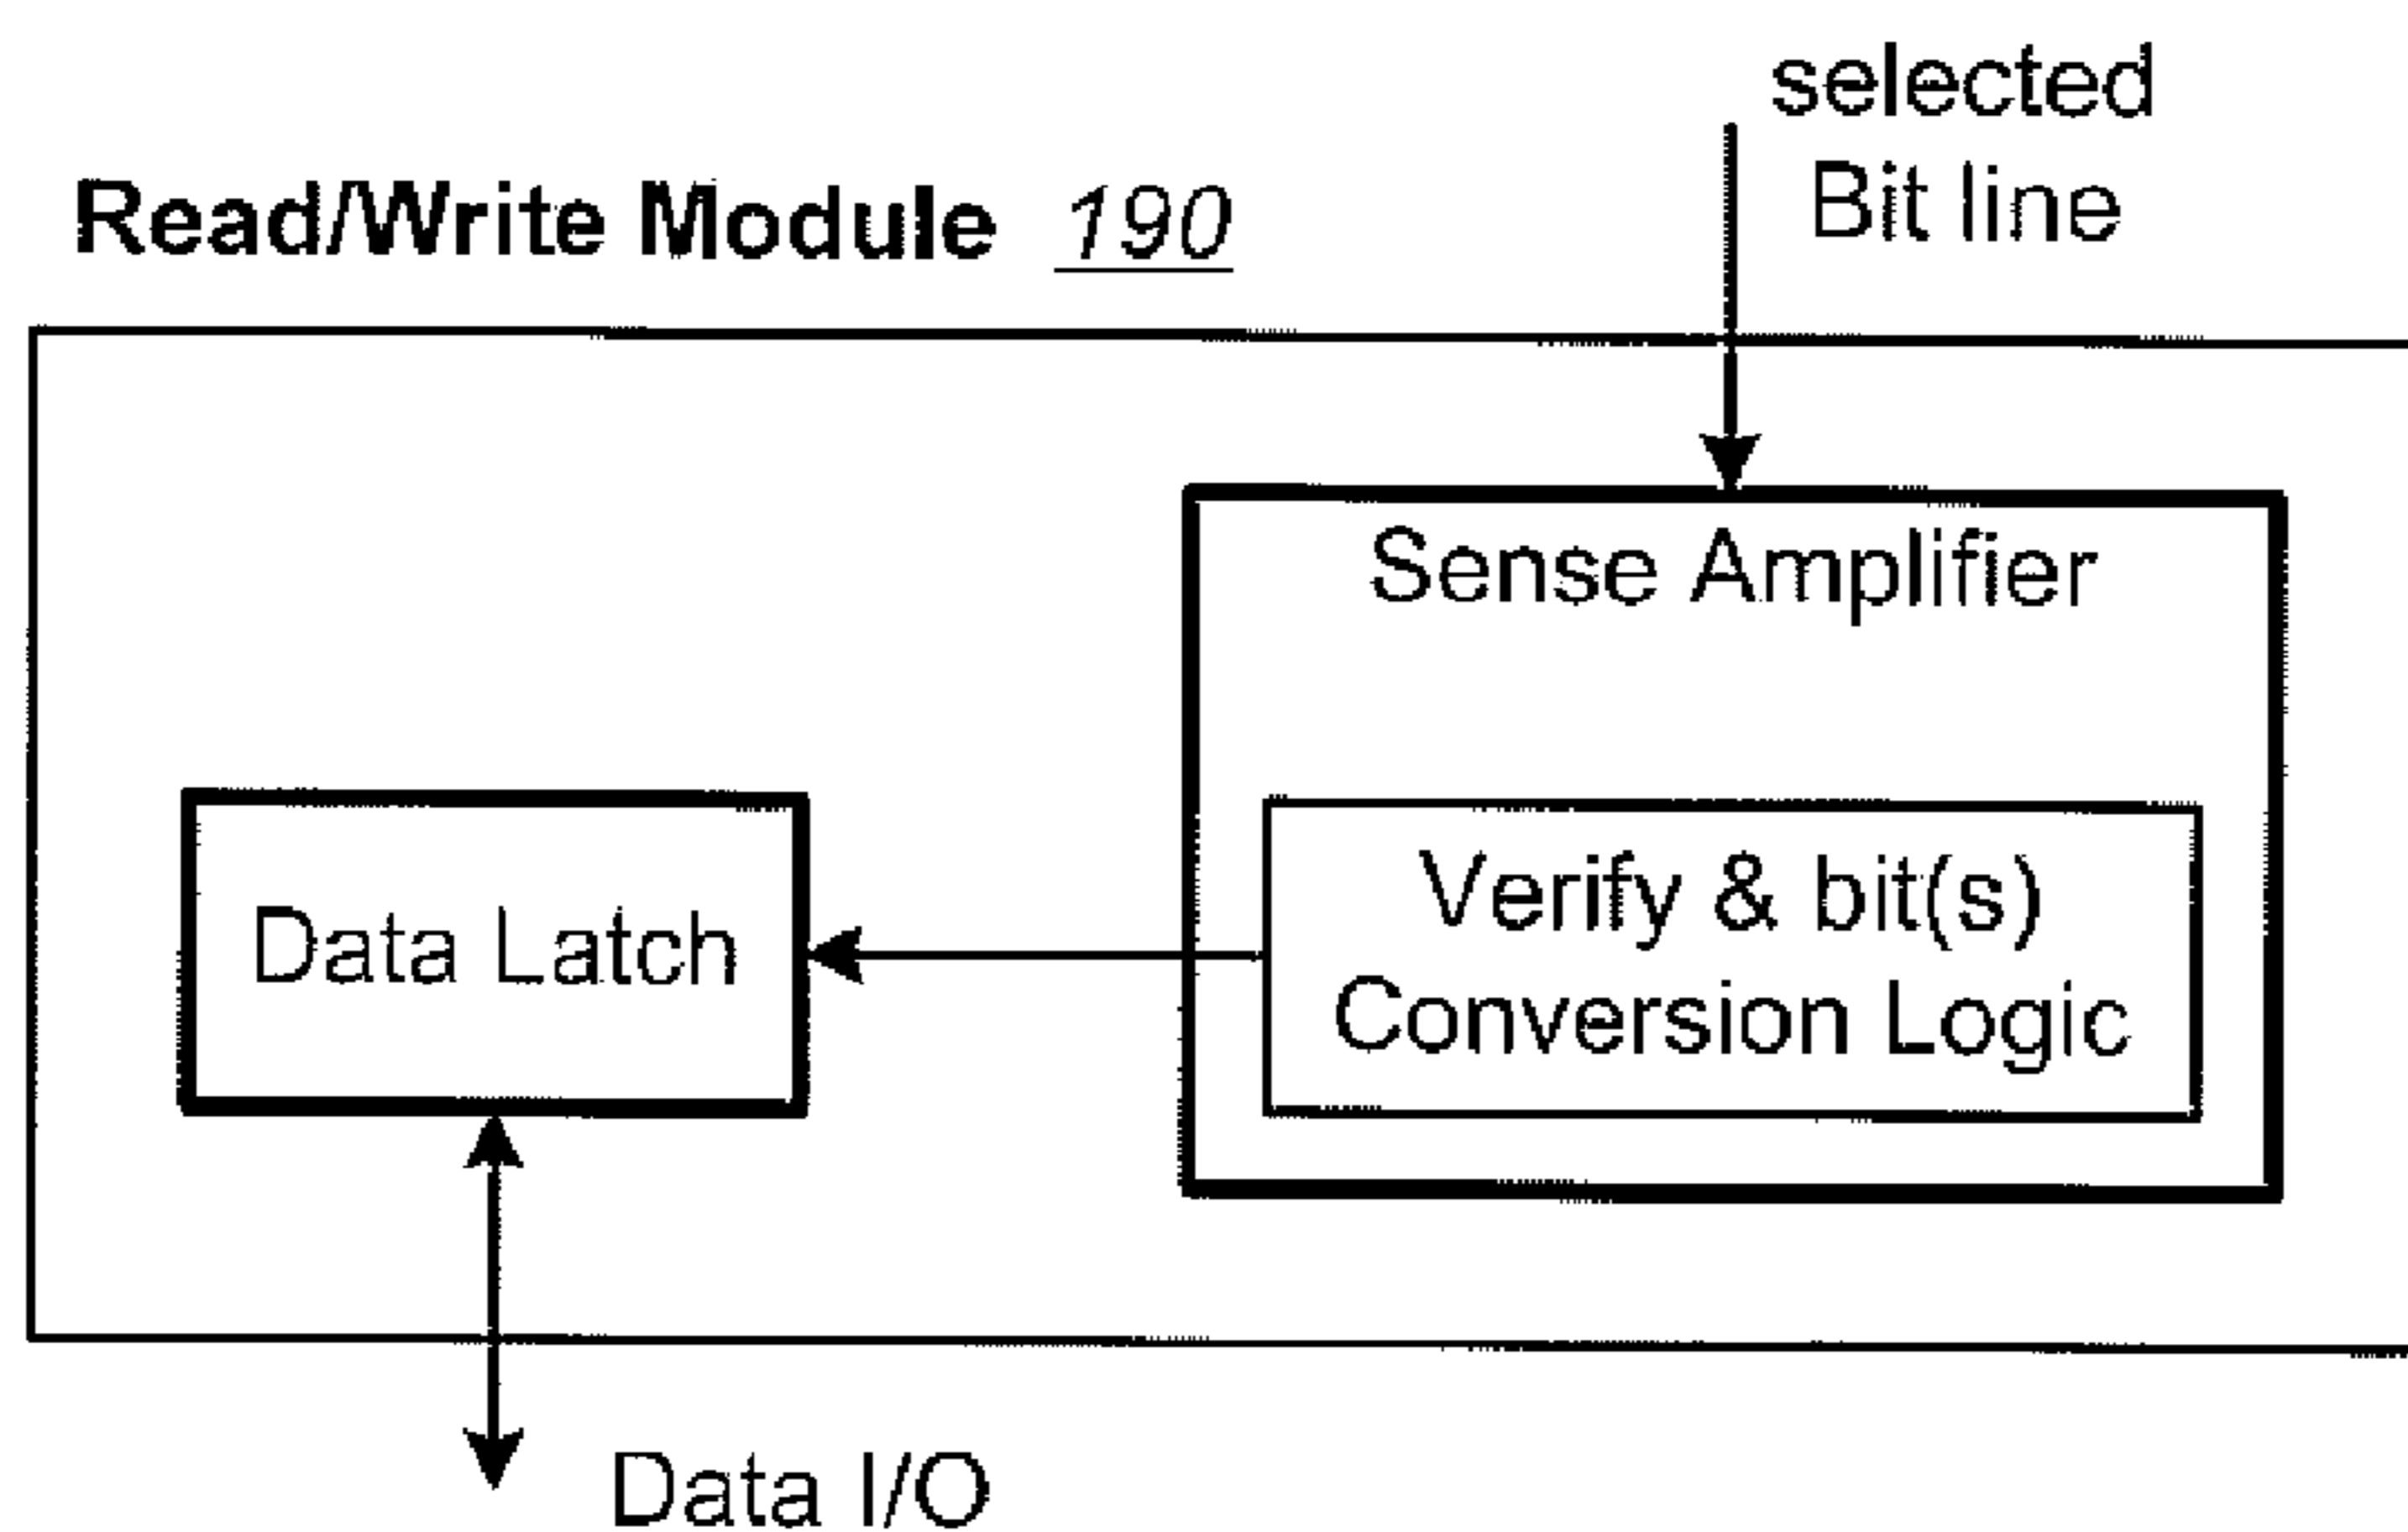 selected
Bit line
Read/Write Module 190
Sense Amplifier
Verify & bit(s)
Conversion Logic
Data Latch
Data I/O